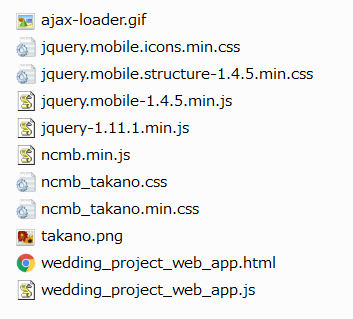 ajax-loader.gif
jquery.mobile.icons.min.css
jquery.mobile.structure-1.4.5.min.css
jquery.mobile-1.4.5.min.js
jquery-1.11.1.min.js
ncmb.min.js
ncmb_takano.css
ncmb_takano.min.css
takano.png
wedding_project_web_app.html
wedding_project_web_app.js